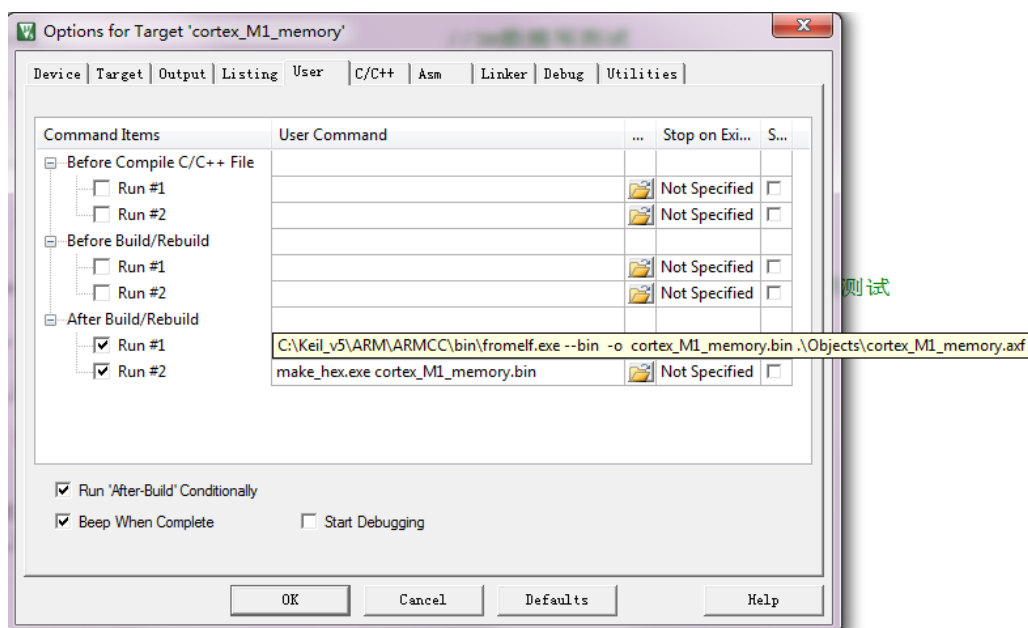 Options for Target 'cortex_M1_memory'
Device Target Output Listing User C/C++ Asm Linker Debug Utilities
Command Items User Command ... Stop on Exi... S...
Before Compile C/C++ File
Run #1 Not Specified
Run #2 Not Specified
Before Build/Rebuild
Run #1 Not Specified
Run #2 Not Specified
测试
After Build/Rebuild
Run #1 C:\Keil_v5\ARM\ARMCC\bin\fromelf.exe --bin -o cortex_M1_memory.bin .\Objects\cortex_M1_memory.axf
Run #2 make_hex.exe cortex_M1_memory.bin Not Specified
Run 'After-Build' Conditionally
Beep When Complete Start Debugging
OK Cancel Defaults Help